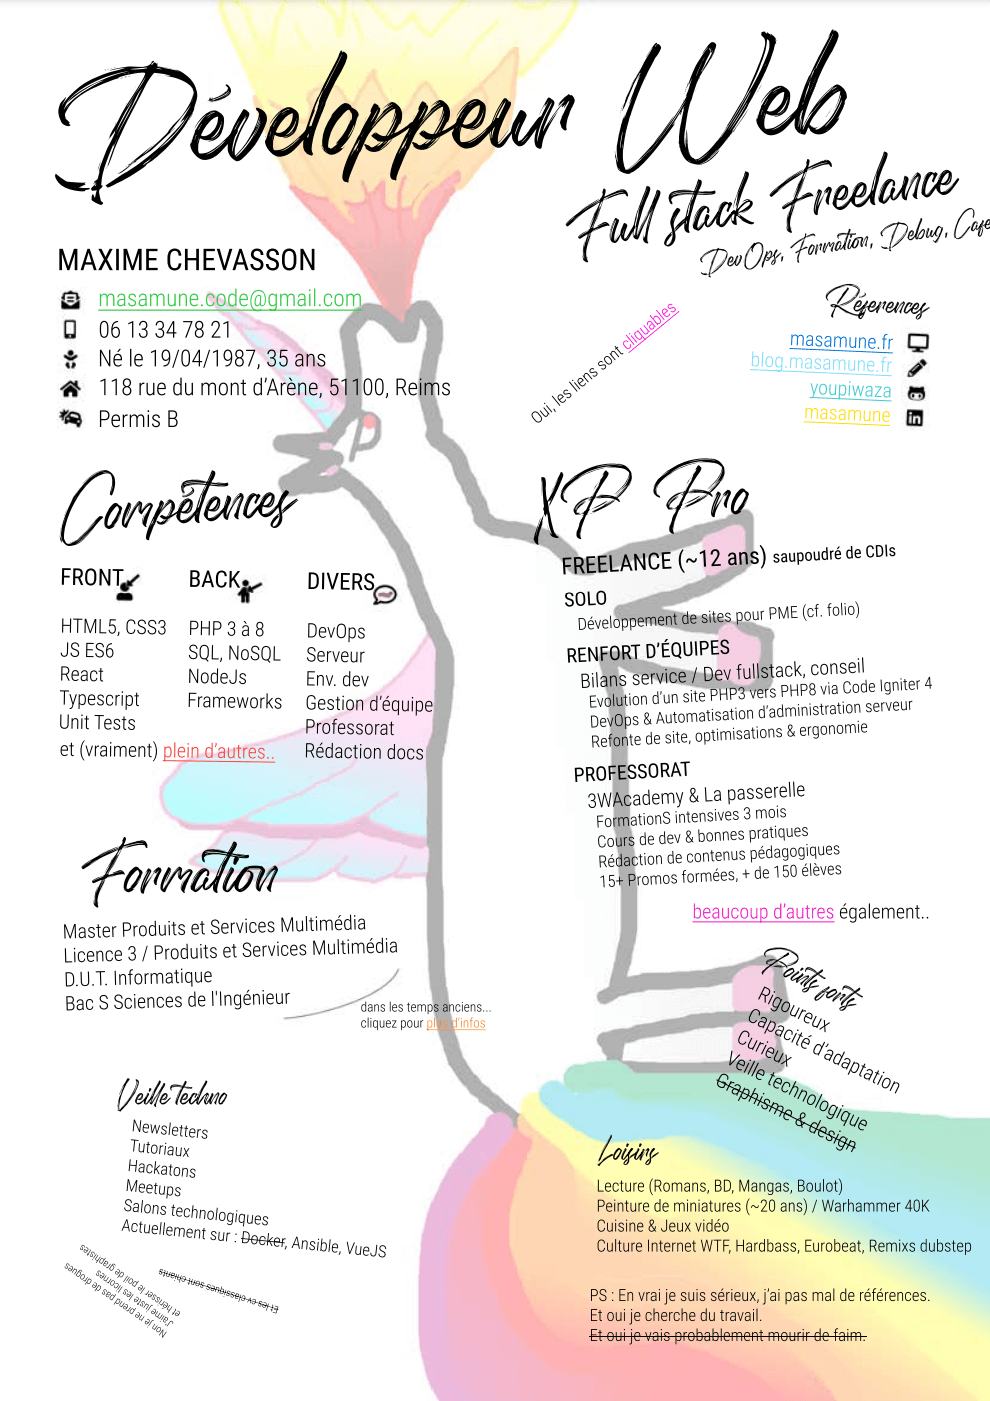 Développeur Web
Full stack Freelance
DevOps, Formation, Debug, Café
MAXIME CHEVASSON
masamune.code@gmail.com
06 13 34 78 21
Né le 19/04/1987, 35 ans
118 rue du mont d'Arène, 51100, Reims
Permis B
Oui, les liens sont cliquables
Réferences
masamune.fr
blog.masamune.fr
youpiwaza
masamune
Compétences
FRONT
HTML5, CSS3
JS ES6
React
Typescript
Unit Tests
BACK
PHP 3 à 8
SQL, NoSQL
NodeJs
Frameworks
DIVERS
DevOps
Serveur
Env. dev
Gestion d'équipe
Professorat
Rédaction docs
et (vraiment) plein d'autres..
XP Pro
FREELANCE (~12 ans) saupoudré de CDIs
SOLO
Développement de sites pour PME (cf. folio)
RENFORT D'ÉQUIPES
Bilans service / Dev fullstack, conseil
Evolution d'un site PHP3 vers PHP8 via Code Igniter 4
DevOps & Automatisation d'administration serveur
Refonte de site, optimisations & ergonomie
PROFESSORAT
3WAcademy & La passerelle
FormationS intensives 3 mois
Cours de dev & bonnes pratiques
Rédaction de contenus pédagogiques
15+ Promos formées, + de 150 élèves
beaucoup d'autres également..
Formation
Master Produits et Services Multimédia
Licence 3 / Produits et Services Multimédia
D.U.T. Informatique
Bac S Sciences de l'Ingénieur
dans les temps anciens...
cliquez pour plus d'infos
Points forts
Rigoureux
Capacité d'adaptation
Curieux
Veille technologique
Graphisme & design
Veille techno
Newsletters
Tutoriaux
Hackatons
Meetups
Salons technologiques
Actuellement sur : Docker, Ansible, VueJS
Et les cv classiques sont chiants
Non je ne prend pas de drogues
J'aime juste les licornes
et hérisser le poil de graphistes
Loisirs
Lecture (Romans, BD, Mangas, Boulot)
Peinture de miniatures (~20 ans) / Warhammer 40K
Cuisine & Jeux vidéo
Culture Internet WTF, Hardbass, Eurobeat, Remixs dubstep
PS : En vrai je suis sérieux, j'ai pas mal de références.
Et oui je cherche du travail.
Et oui je vais probablement mourir de faim.